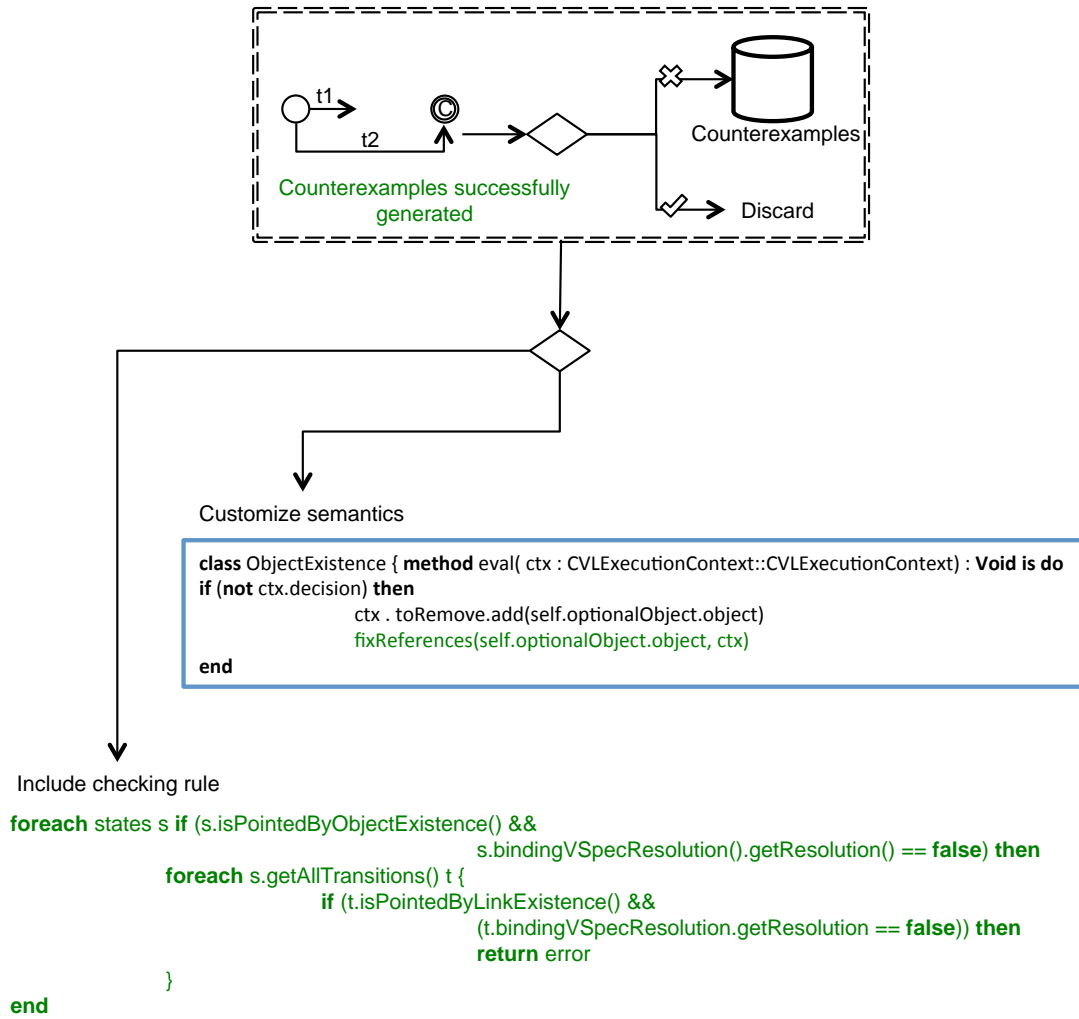 t1
©
t2
Counterexamples
Counterexamples successfully
generated
Discard
Customize semantics
class ObjectExistence { method eval( ctx : CVLExecutionContext::CVLExecutionContext) : Void is do
if (not ctx.decision) then
ctx . toRemove.add(self.optionalObject.object)
fixReferences(self.optionalObject.object, ctx)
end
Include checking rule
foreach states s if (s.isPointedByObjectExistence() &&
s.bindingVSpecResolution().getResolution() == false) then
foreach s.getAllTransitions() t {
if (t.isPointedByLinkExistence() &&
(t.bindingVSpecResolution.getResolution == false)) then
return error
}
end